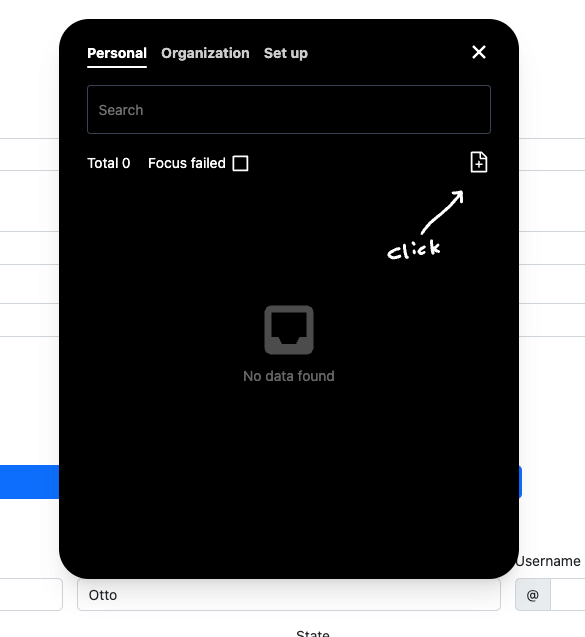 Personal Organization Set up
Search
Total 0 Focus failed
click
No data found
Username
Otto
@
State